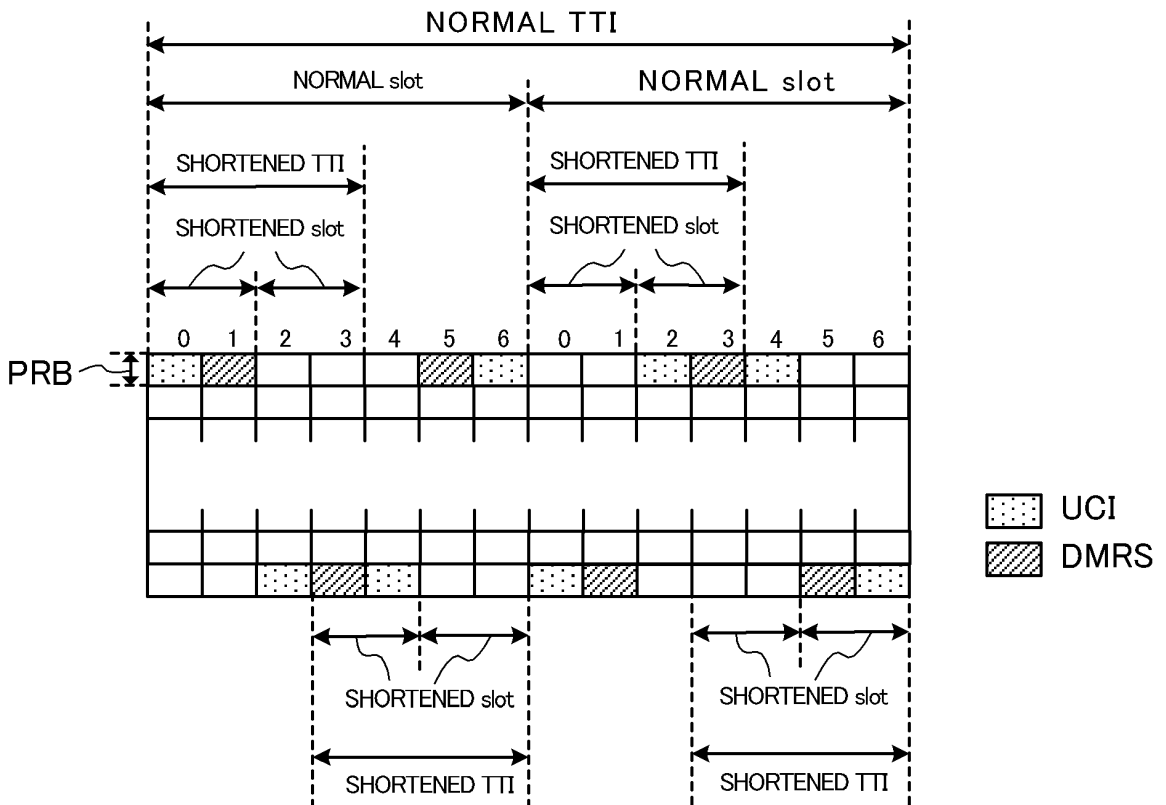 NORMAL TTI
NORMAL slot NORMAL slot
SHORTENED TTI SHORTENED TTI
SHORTENED slot SHORTENED slot
0 1 2 3 4 5 6 0 1 2 3 4 5 6
PRB
UCI
DMRS
SHORTENED slot SHORTENED slot
SHORTENED TTI SHORTENED TTI